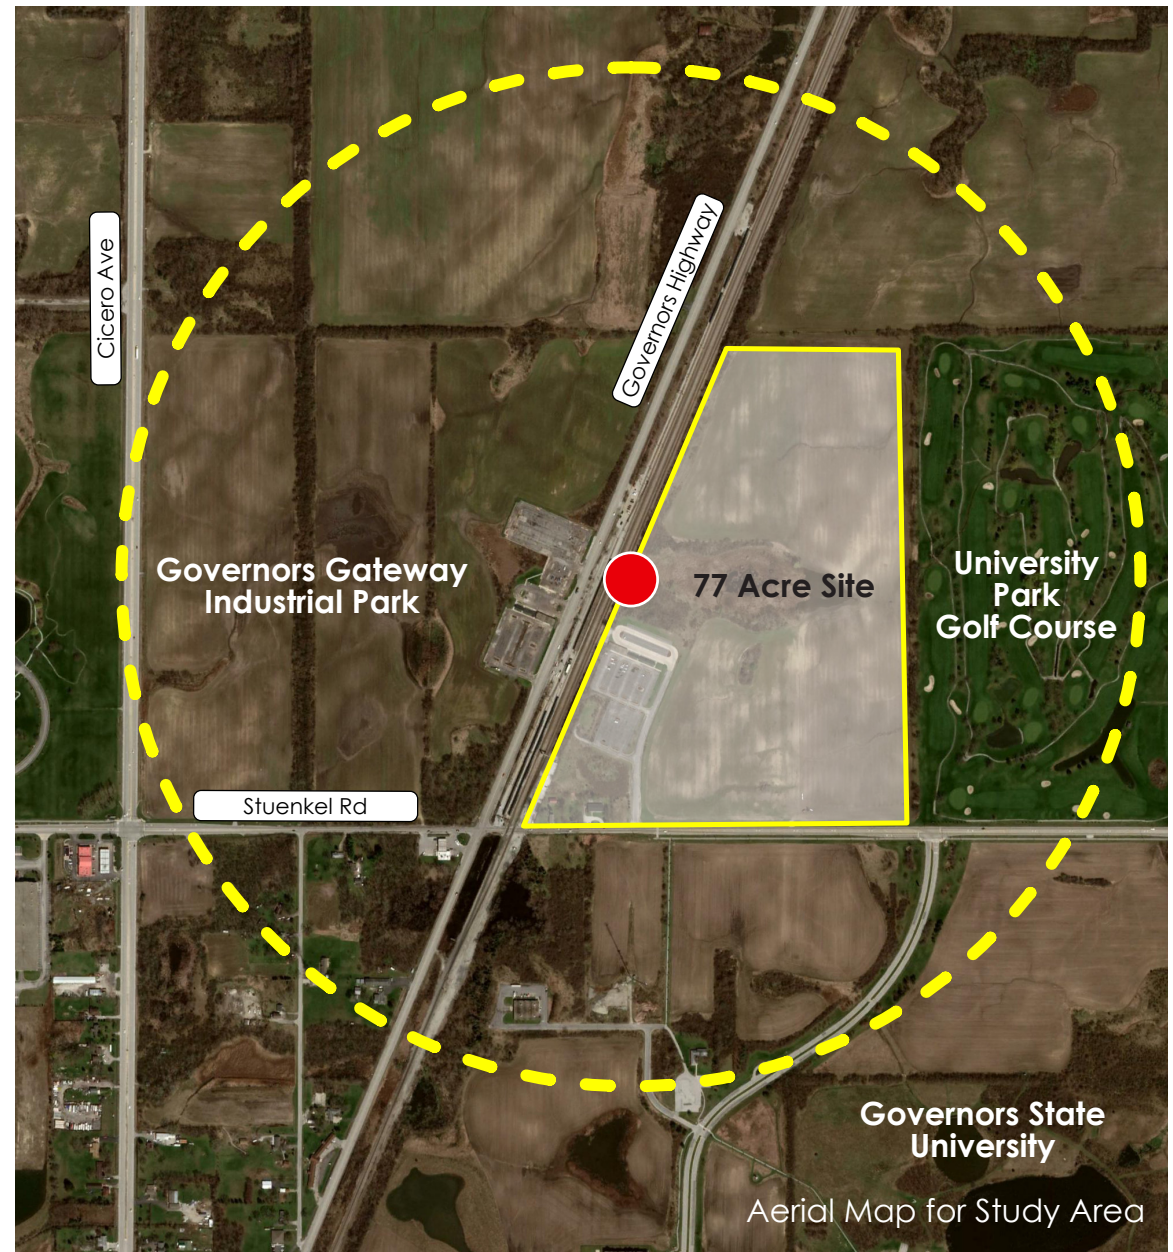 Cicero Ave
Governors Highway
Governors Gateway
Industrial Park
77 Acre Site
University
Park
Golf Course
Stuenkel Rd
Governors State
University
Aerial Map for Study Area